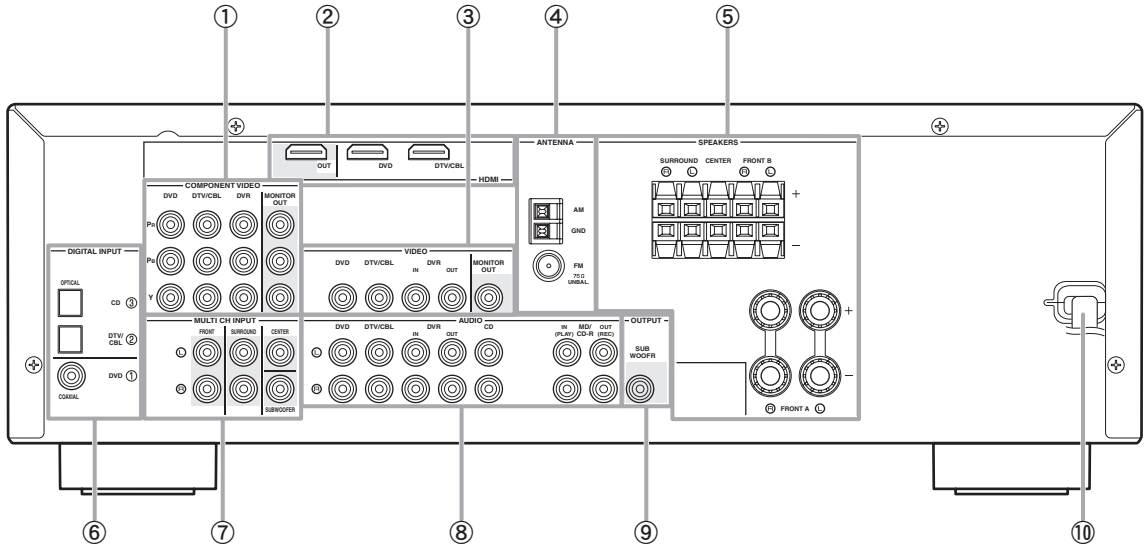 ① ② ③ ④ ⑤
OUT DVD DTV/CBL
HDMI
COMPONENT VIDEO
DVD DTV/CBL DVR MONITOR OUT
PR
PB
Y
DIGITAL INPUT
OPTICAL
CD ③
DTV/
CBL ②
DVD ①
COAXIAL
VIDEO
DVD DTV/CBL DVR MONITOR OUT
IN OUT
ANTENNA
AM
GND
FM
75Ω
UNBAL.
SPEAKERS
SURROUND CENTER FRONT B
R L R L
+
–
+
–
R FRONT A L
MULTI CH INPUT
FRONT SURROUND CENTER
L
R
SUBWOOFER
AUDIO
DVD DTV/CBL DVR CD
IN OUT
IN MD/ OUT
(PLAY) CD-R (REC)
L
R
OUTPUT
SUB
WOOFR
⑥ ⑦ ⑧ ⑨ ⑩